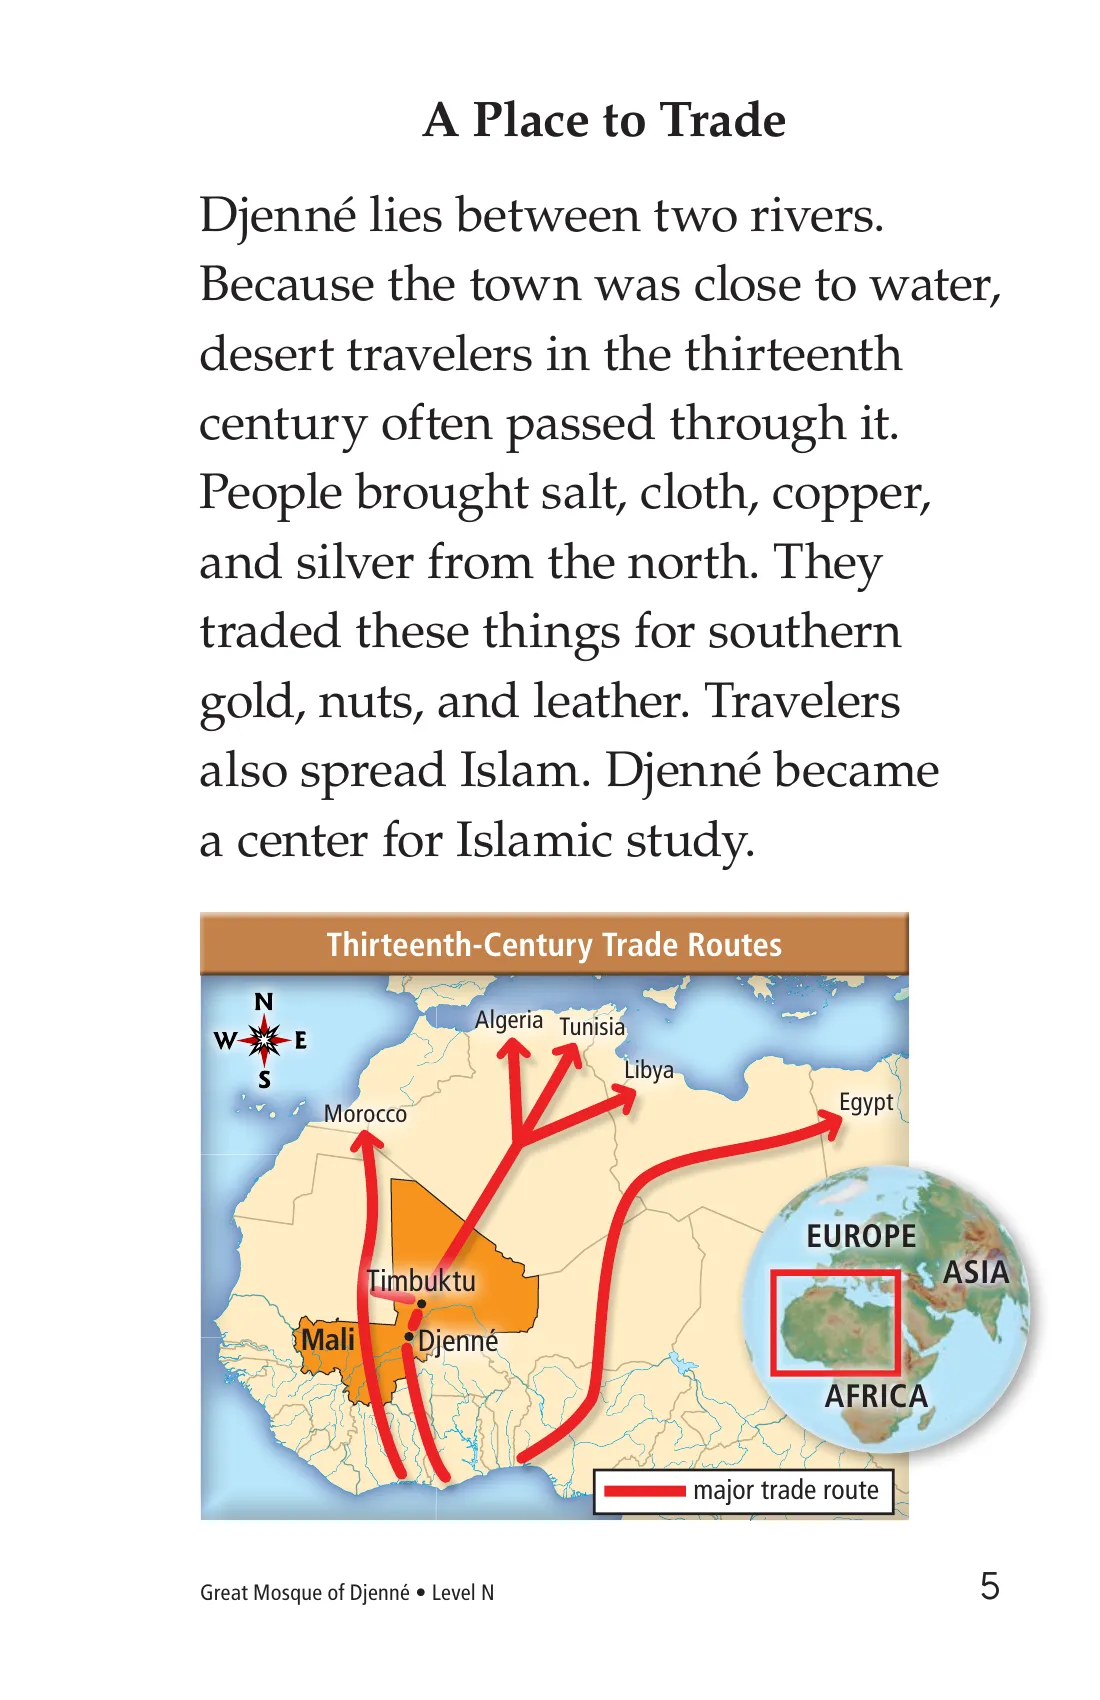 A Place to Trade
Djenné lies between two rivers.
Because the town was close to water,
desert travelers in the thirteenth
century often passed through it.
People brought salt, cloth, copper,
and silver from the north. They
traded these things for southern
gold, nuts, and leather. Travelers
also spread Islam. Djenné became
a center for Islamic study.
Thirteenth-Century Trade Routes
N
W E
S
Algeria
Tunisia
Libya
Egypt
Morocco
Timbuktu
Mali
Djenné
EUROPE
ASIA
AFRICA
major trade route
Great Mosque of Djenné • Level N
5